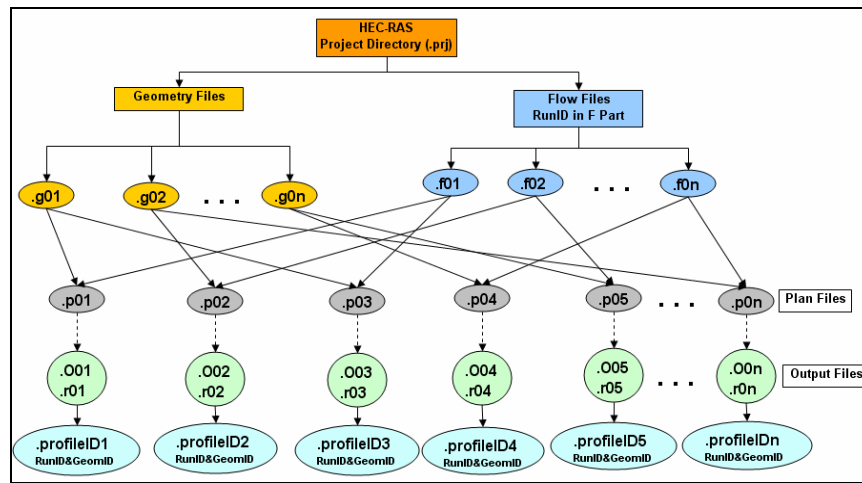 HEC-RAS
Project Directory (.prj)
Geometry Files
Flow Files
RunID in F Part
.g01
.g02
. . .
.g0n
.f01
.f02
. . .
.f0n
.p01
.p02
.p03
.p04
.p05
. . .
.p0n
Plan Files
.O01
.r01
.O02
.r02
.O03
.r03
.O04
.r04
.O05
.r05
. . .
.O0n
.r0n
Output Files
.profileID1
RunID&GeomID
.profileID2
RunID&GeomID
.profileID3
RunID&GeomID
.profileID4
RunID&GeomID
.profileID5
RunID&GeomID
.profileIDn
RunID&GeomID